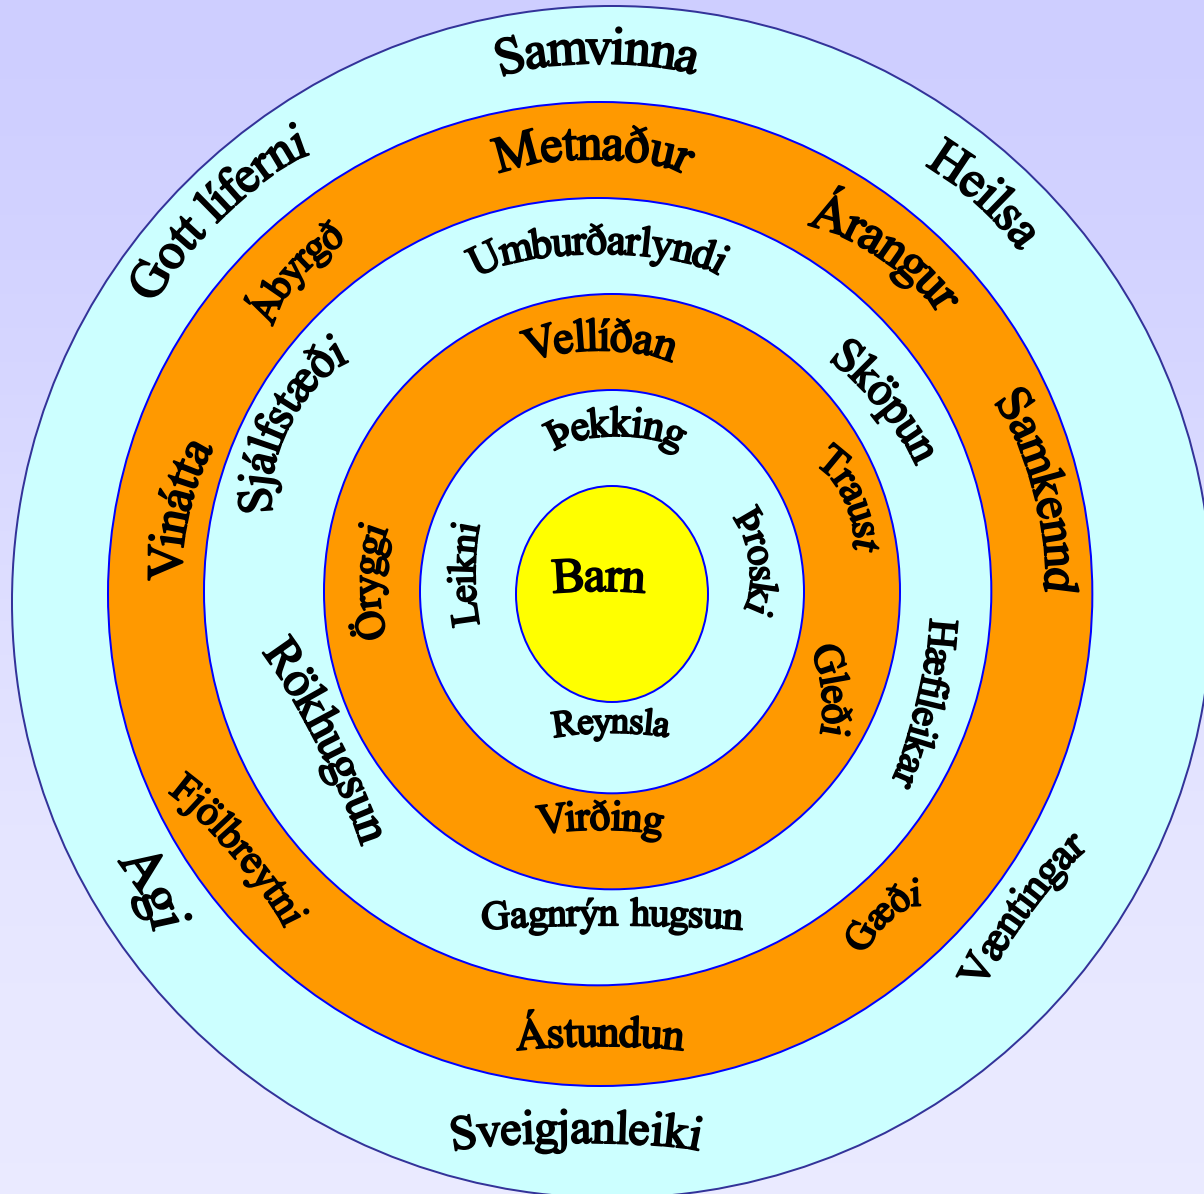 Samvinna
Heilsa
Væntingar
Sveigjanleiki
Agi
Gott líferni
Metnaður
Árangur
Samkennd
Gæði
Ástundun
Fjölbreytni
Vinátta
Ábyrgð
Umburðarlyndi
Sköpun
Hæfileikar
Gagnrýn hugsun
Rökhugsun
Sjálfstæði
Vellíðan
Traust
Gleði
Virðing
Öryggi
Þekking
Þroski
Reynsla
Leikni
Barn